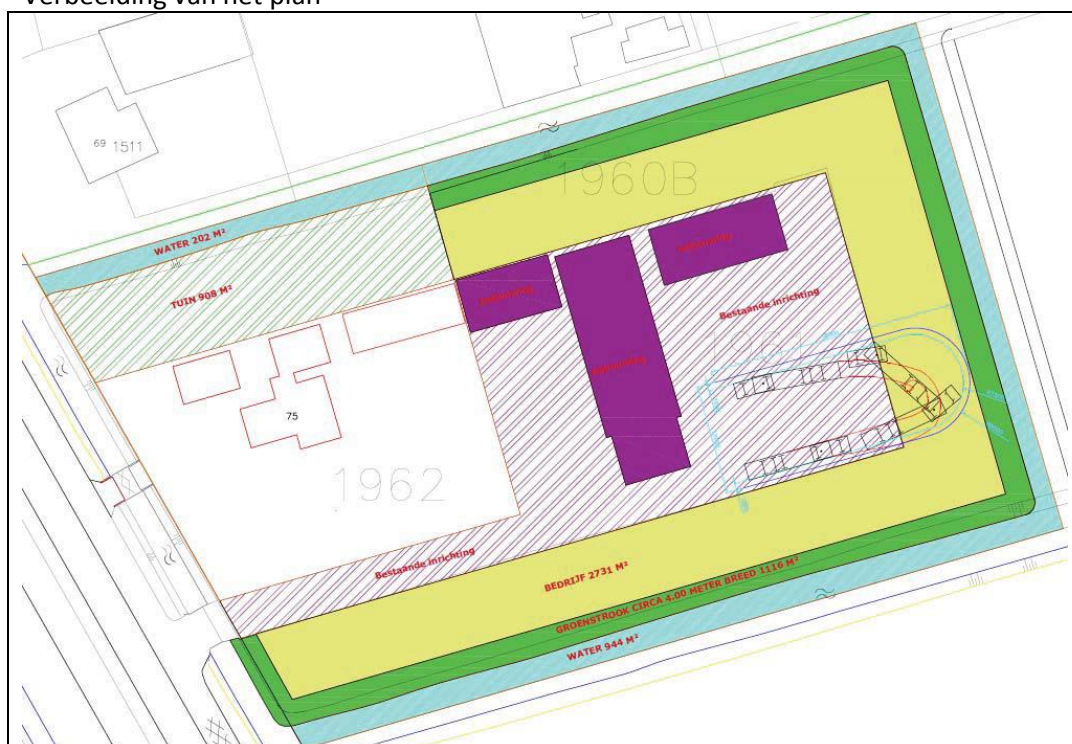 Verbeelding van het plan
69 1511
1960B
WATER 202 M²
TUIN 908 M²
Bestaande inrichting
75
1962
Bestaande inrichting
BEDRIJF 2731 M²
GROENSTROOK CIRCA 4.00 METER BREED 1116 M²
WATER 944 M²